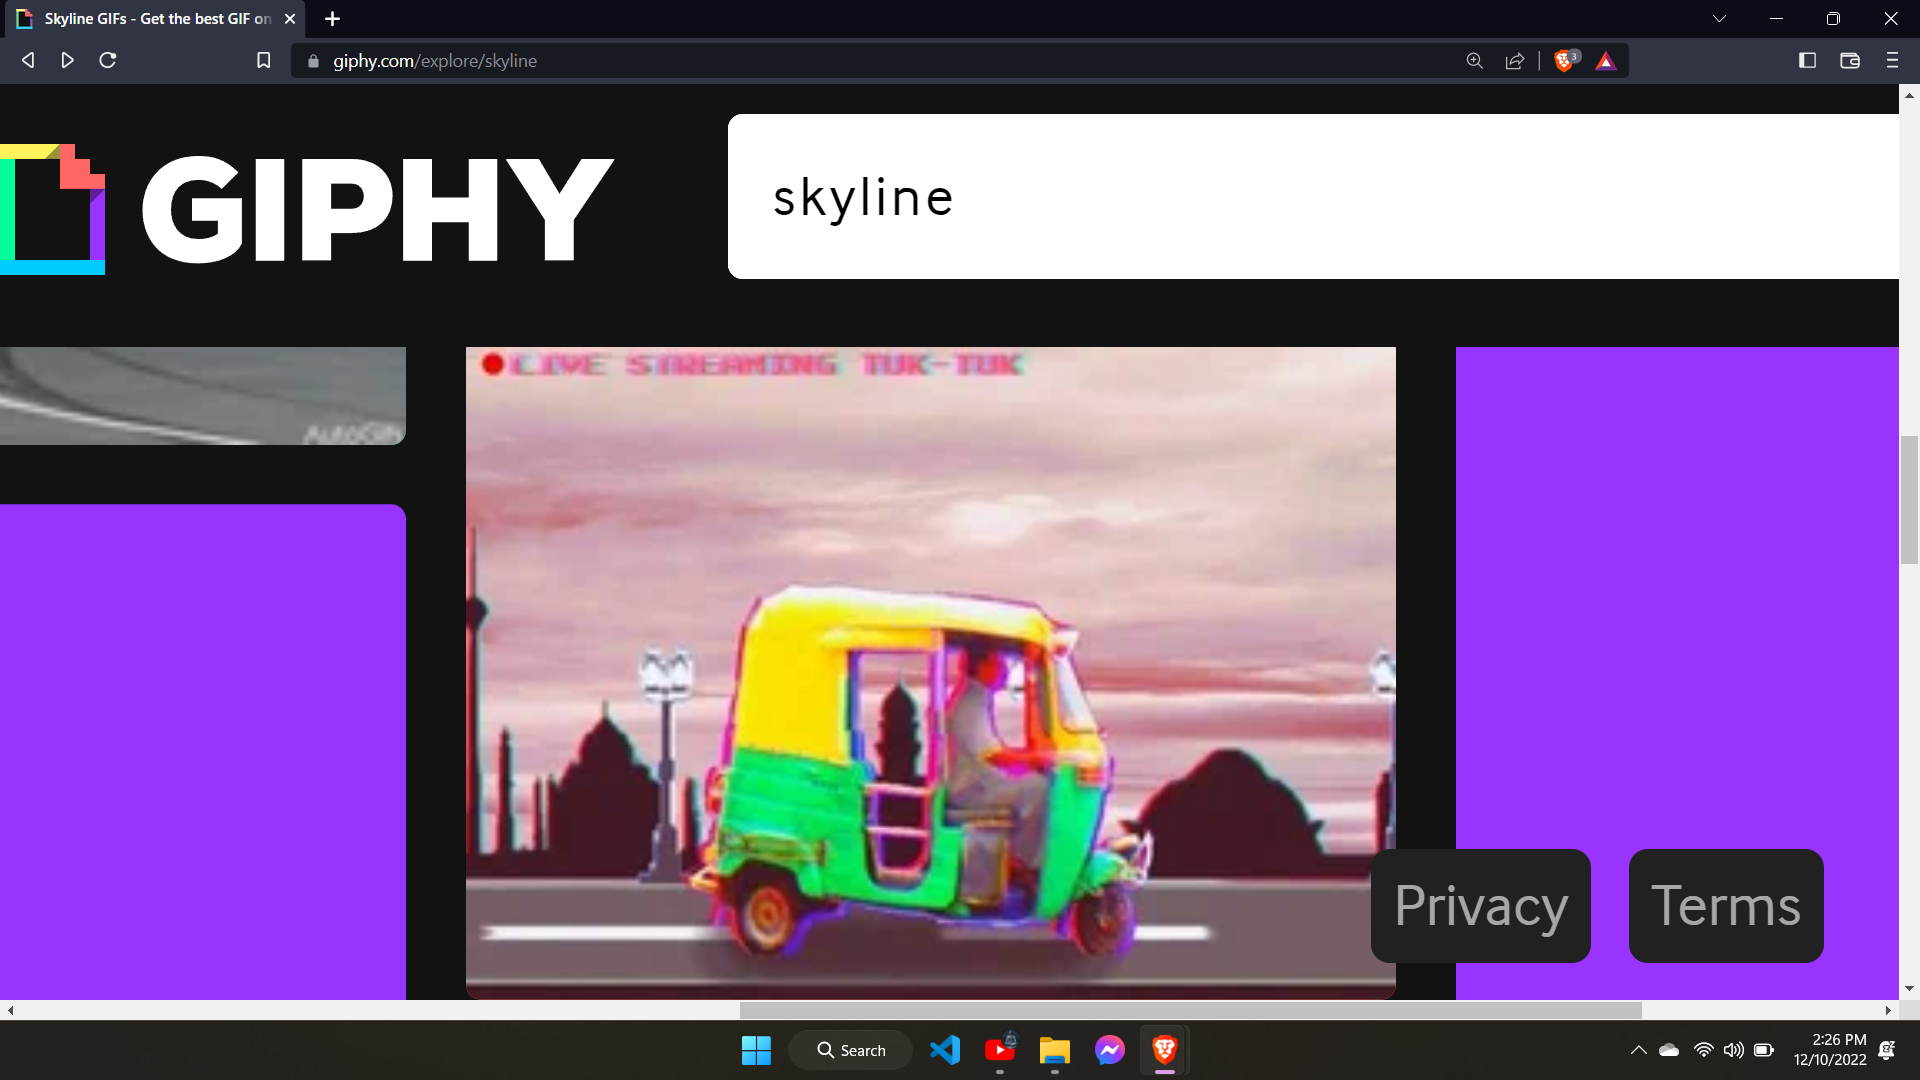 Skyline GIFs - Get the best GIF on
giphy.com/explore/skyline
3
GIPHY
skyline
LIVE STREAMING TUK-TUK
AutoGifs
Privacy
Terms
Search
2:26 PM
12/10/2022